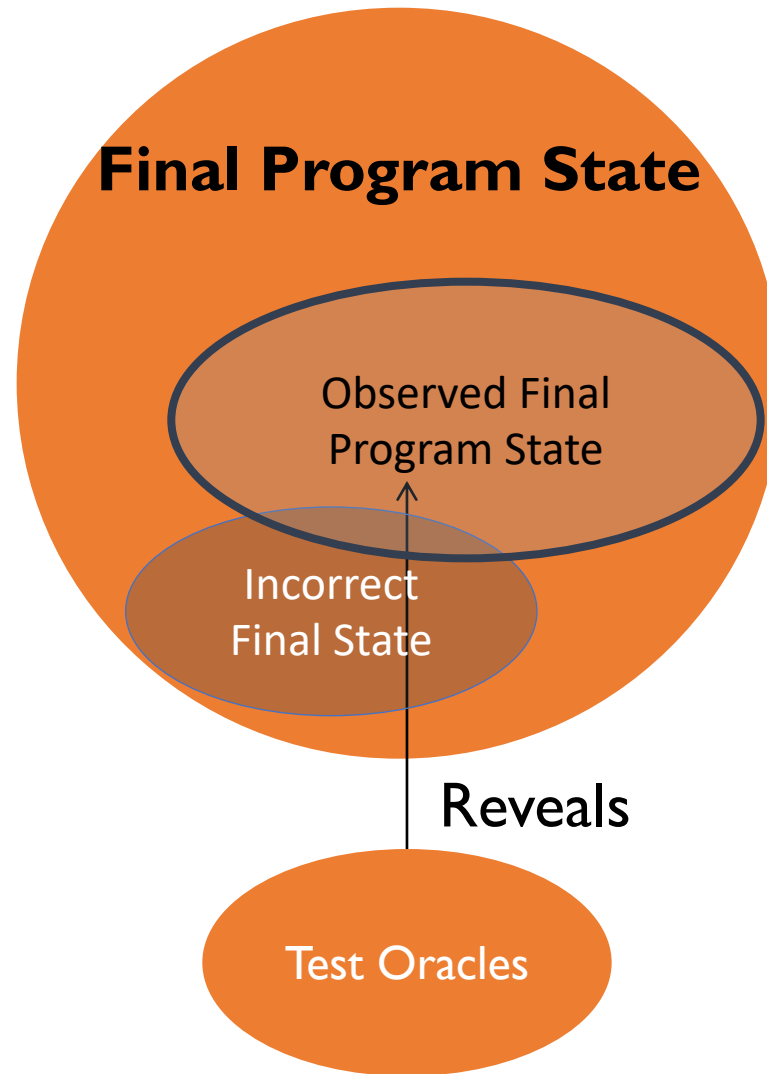 Final Program State
Observed Final
Program State
Incorrect
Final State
Reveals
Test Oracles